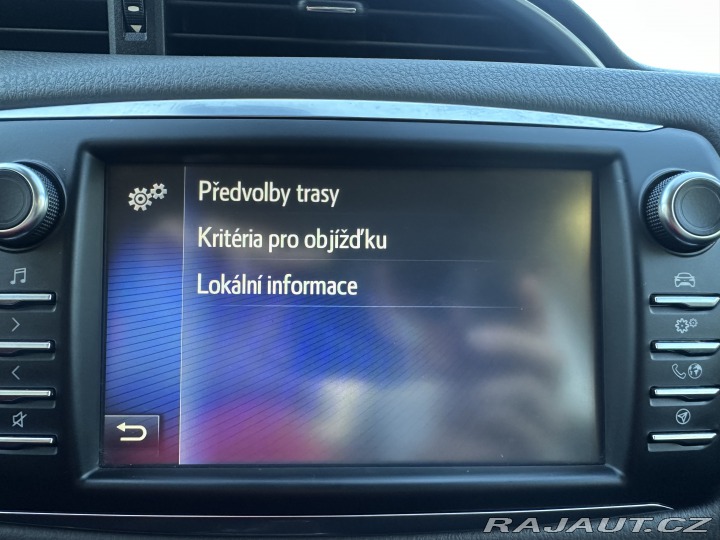 Předvolby trasy
Kritéria pro objížďku
Lokální informace
RAJAUT.CZ